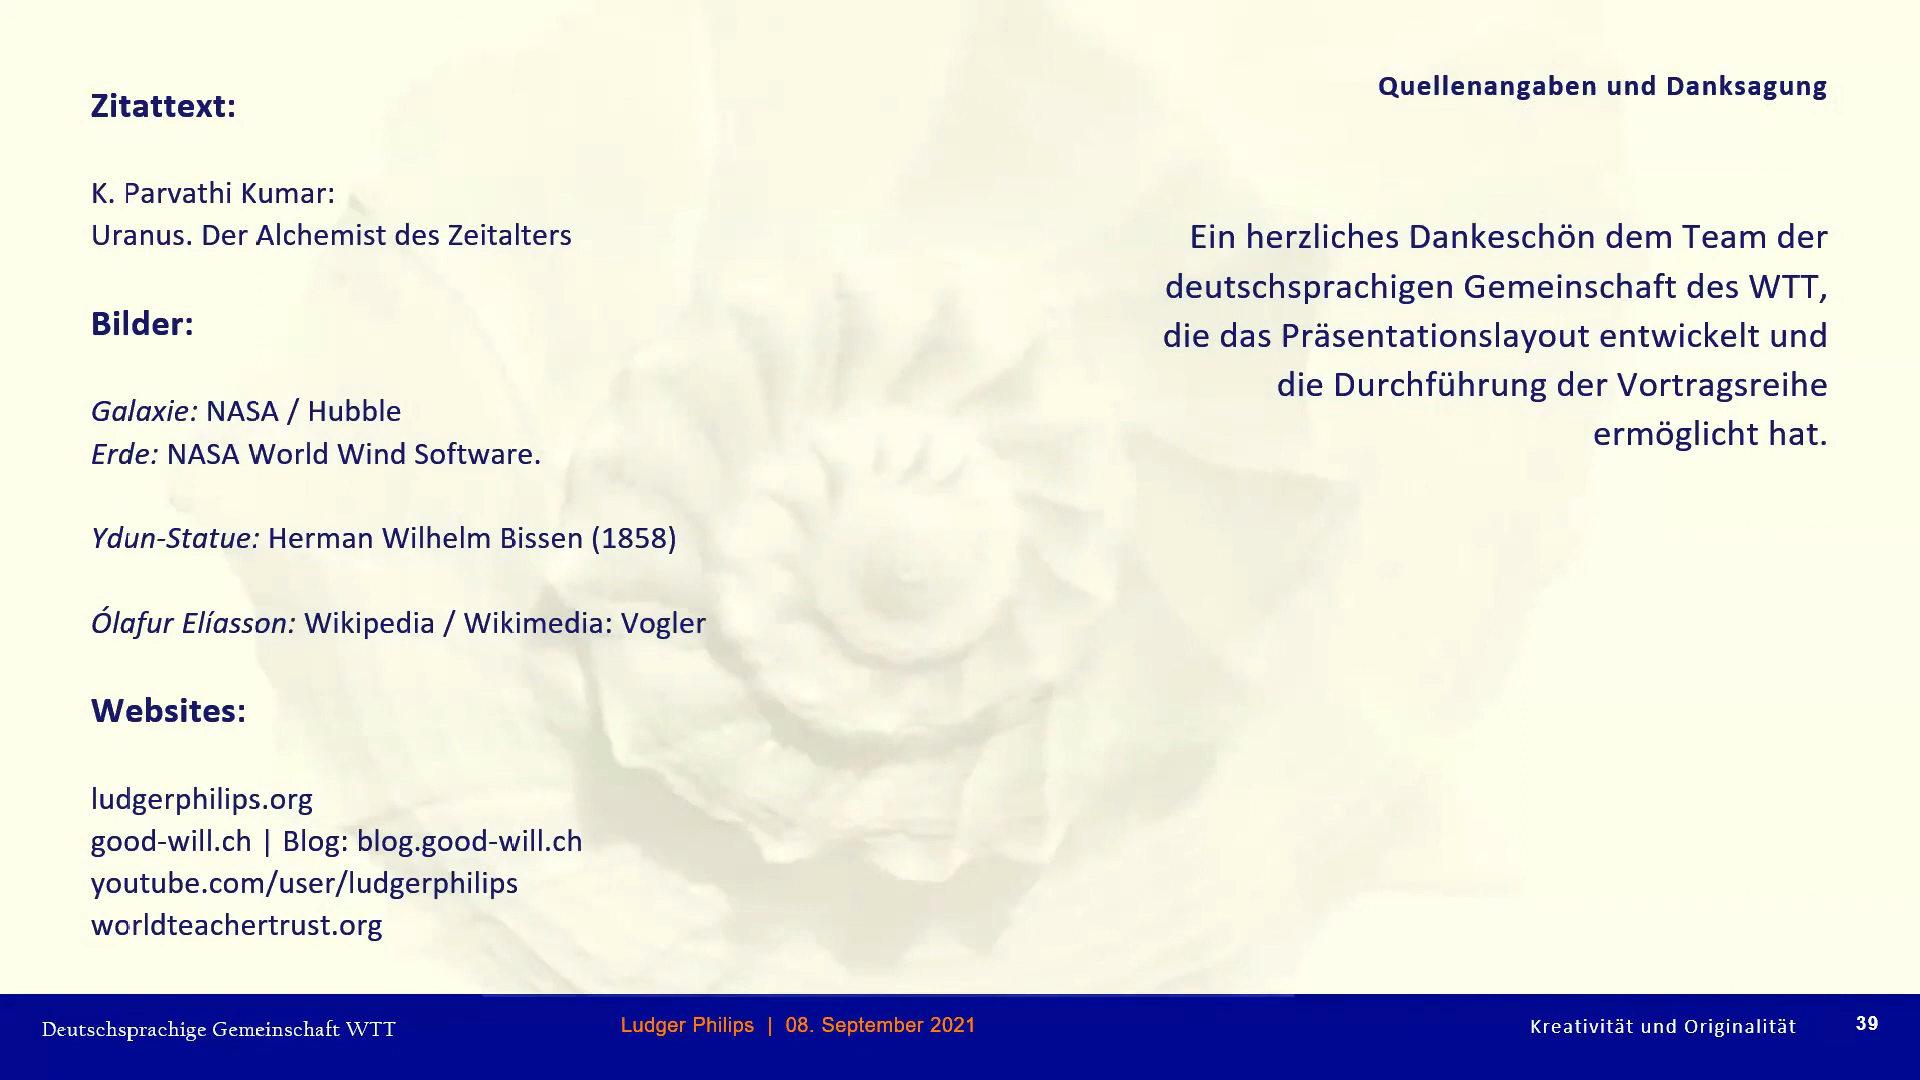 Zitattext:
K. Parvathi Kumar:
Uranus. Der Alchemist des Zeitalters
Bilder:
Galaxie: NASA / Hubble
Erde: NASA World Wind Software.
Ydun-Statue: Herman Wilhelm Bissen (1858)
Ólafur Elíasson: Wikipedia / Wikimedia: Vogler
Websites:
ludgerphilips.org
good-will.ch | Blog: blog.good-will.ch
youtube.com/user/ludgerphilips
worldteachertrust.org
Quellenangaben und Danksagung
Ein herzliches Dankeschön dem Team der
deutschsprachigen Gemeinschaft des WTT,
die das Präsentationslayout entwickelt und
die Durchführung der Vortragsreihe
ermöglicht hat.
Deutschsprachige Gemeinschaft WTT
Ludger Philips | 08. September 2021
Kreativität und Originalität
39